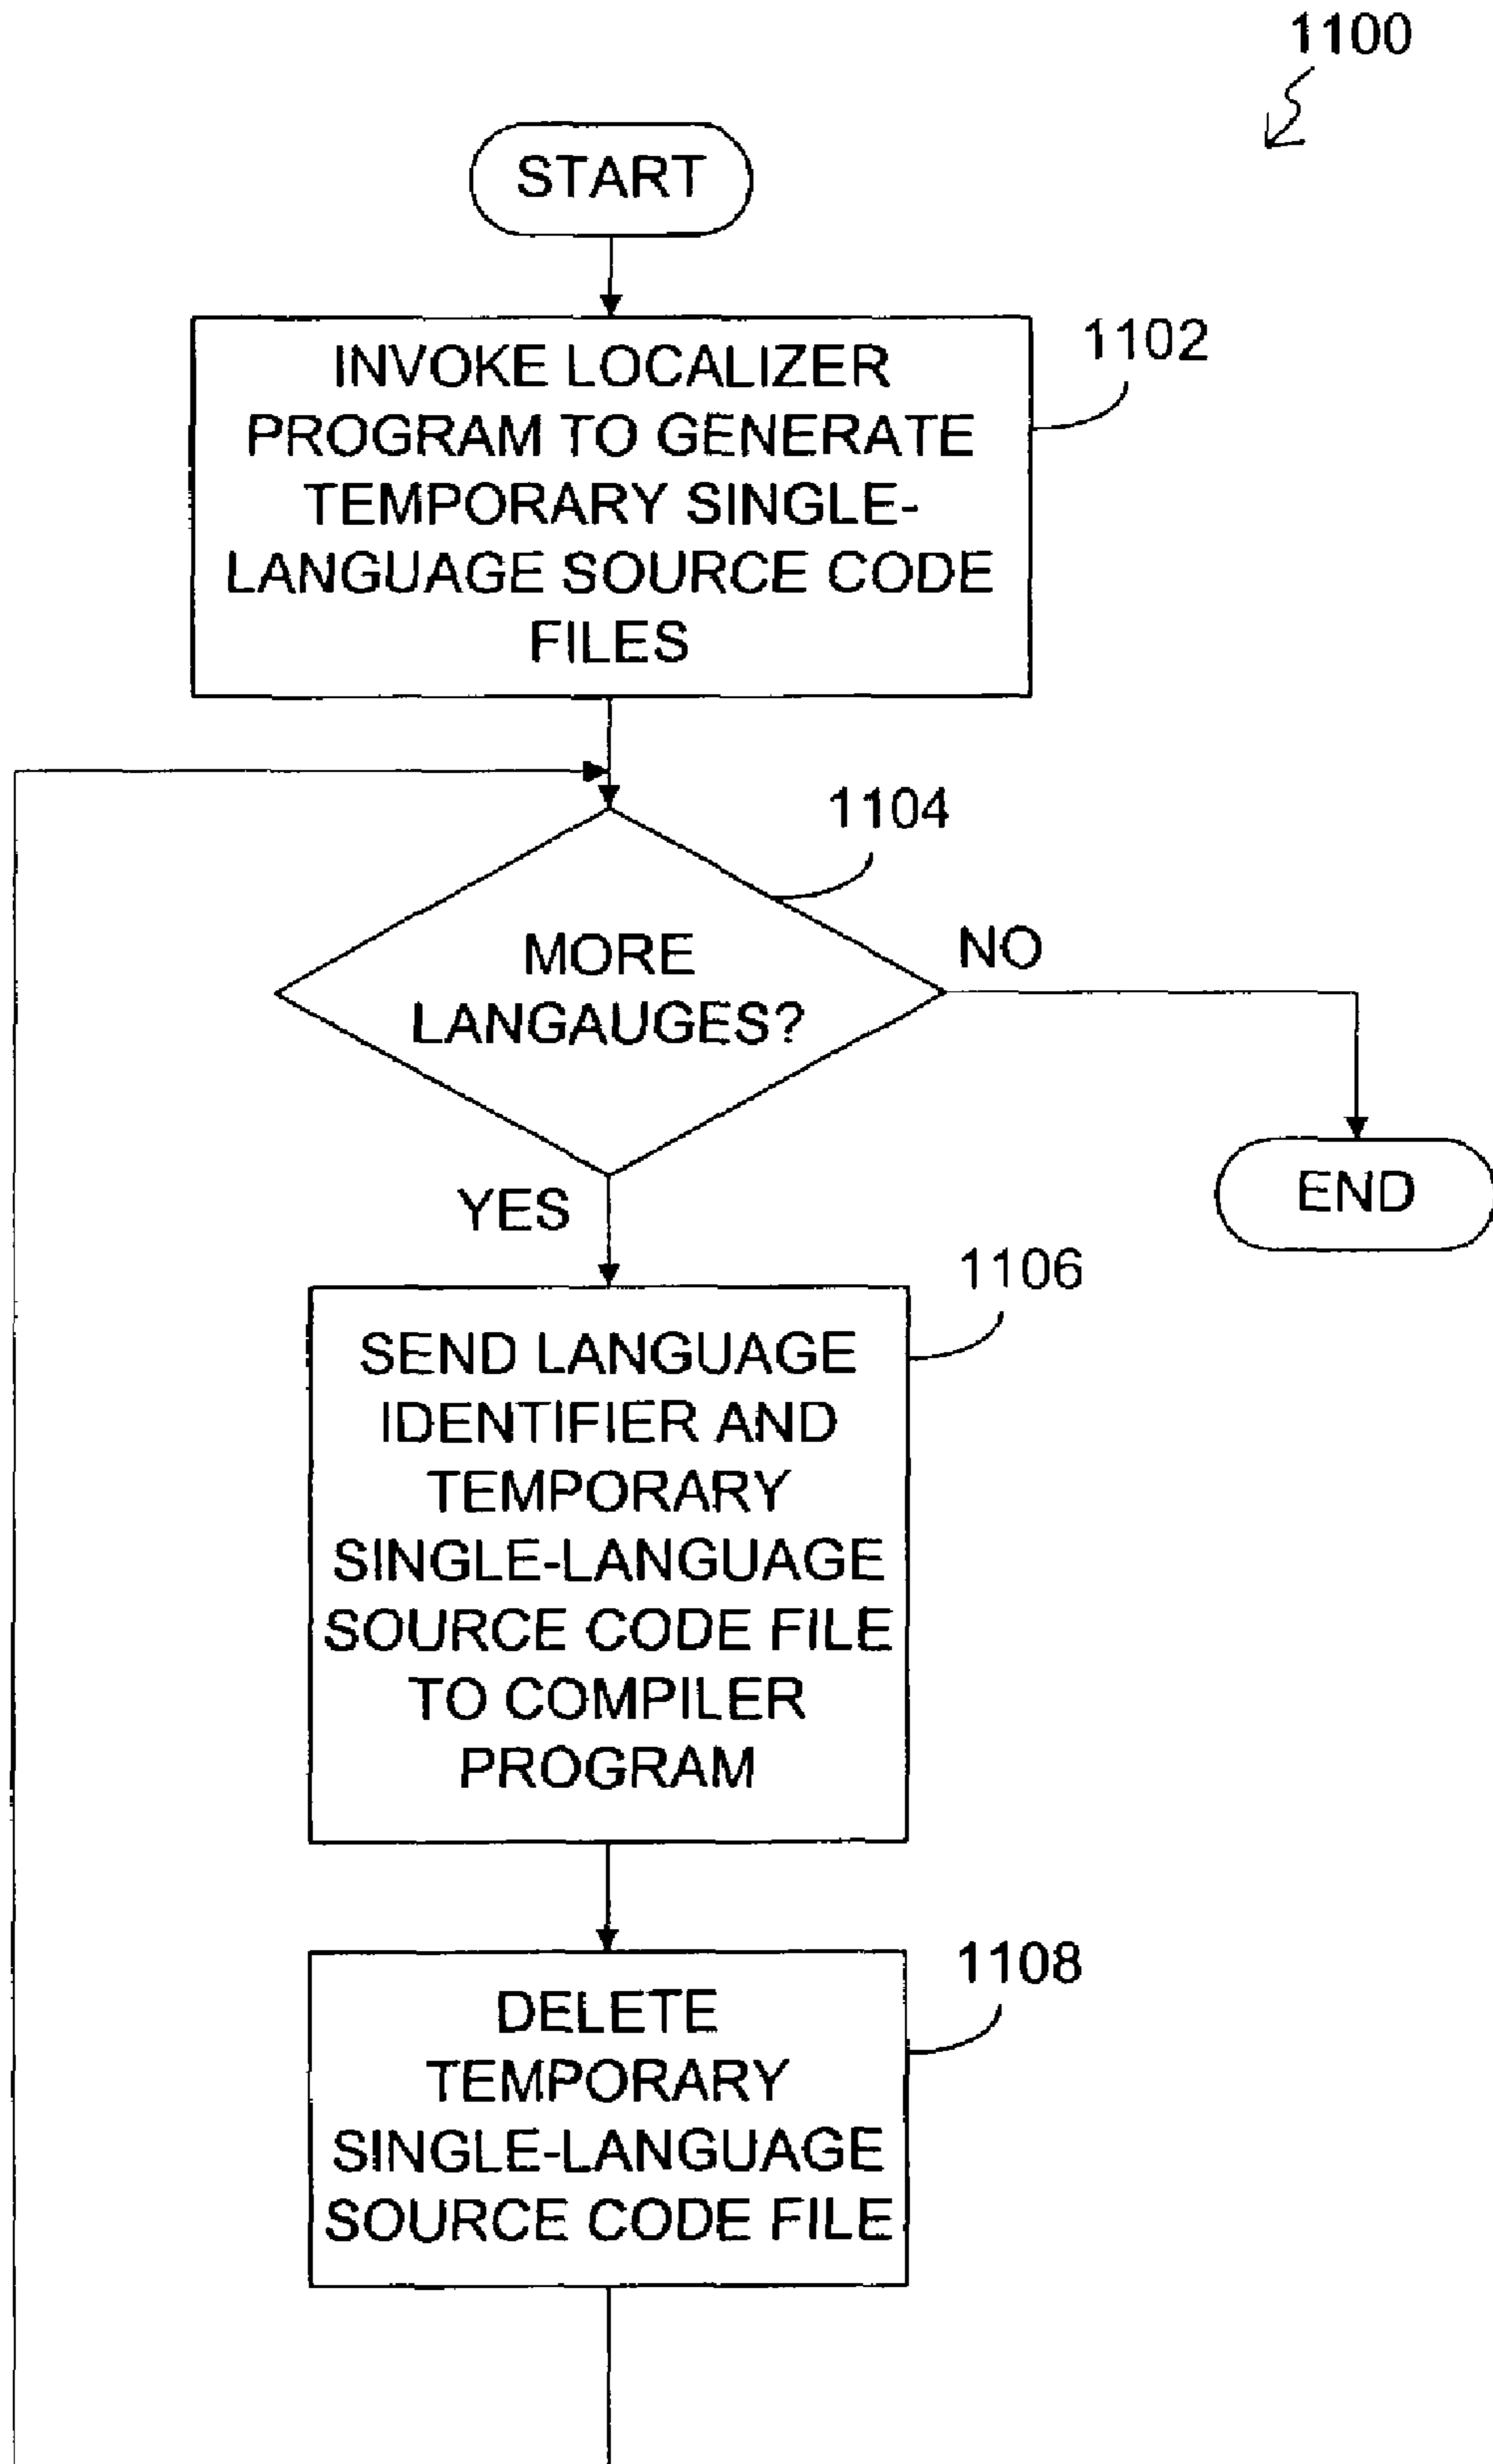 1100
START
INVOKE LOCALIZER
PROGRAM TO GENERATE
TEMPORARY SINGLE-
LANGUAGE SOURCE CODE
FILES
1102
1104
MORE
LANGAUGES?
NO
YES
END
1106
SEND LANGUAGE
IDENTIFIER AND
TEMPORARY
SINGLE-LANGUAGE
SOURCE CODE FILE
TO COMPILER
PROGRAM
1108
DELETE
TEMPORARY
SINGLE-LANGUAGE
SOURCE CODE FILE